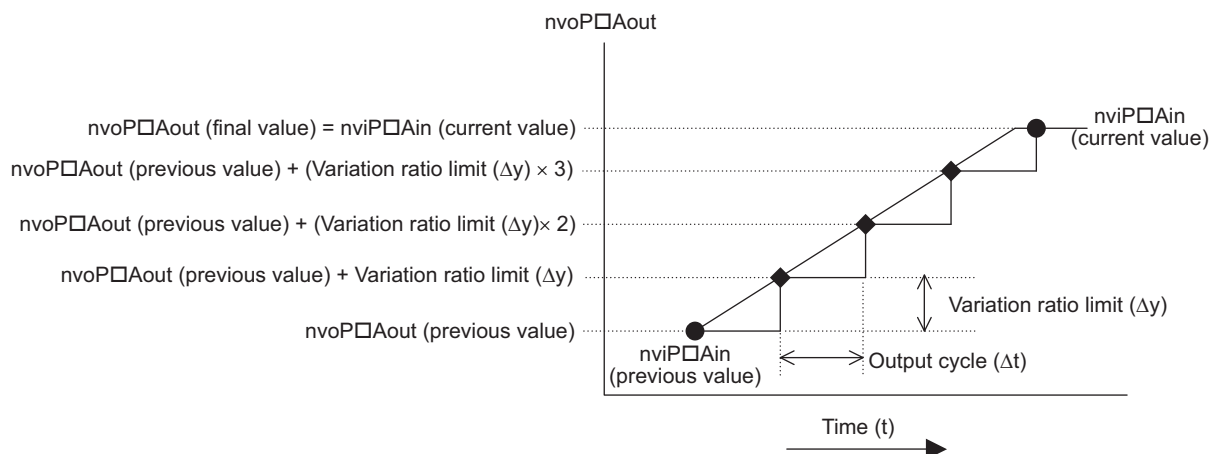 nvoP□Aout
nvoP□Aout (final value) = nviP□Ain (current value)
nviP□Ain
(current value)
nvoP□Aout (previous value) + (Variation ratio limit (Δy) × 3)
nvoP□Aout (previous value) + (Variation ratio limit (Δy)× 2)
nvoP□Aout (previous value) + Variation ratio limit (Δy)
Variation ratio limit (Δy)
nvoP□Aout (previous value)
nviP□Ain
(previous value)
Output cycle (Δt)
Time (t)